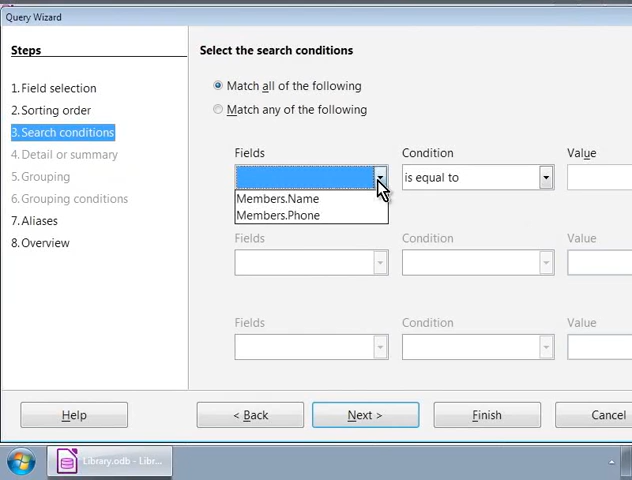 Query Wizard
Steps
1. Field selection
2. Sorting order
3. Search conditions
4. Detail or summary
5. Grouping
6. Grouping conditions
7. Aliases
8. Overview
Select the search conditions
Match all of the following
Match any of the following
Fields Condition Value
is equal to
Members.Name
Members.Phone
Fields Condition Value
Fields Condition Value
Help < Back Next > Finish Cancel
Library.odb - Libr...